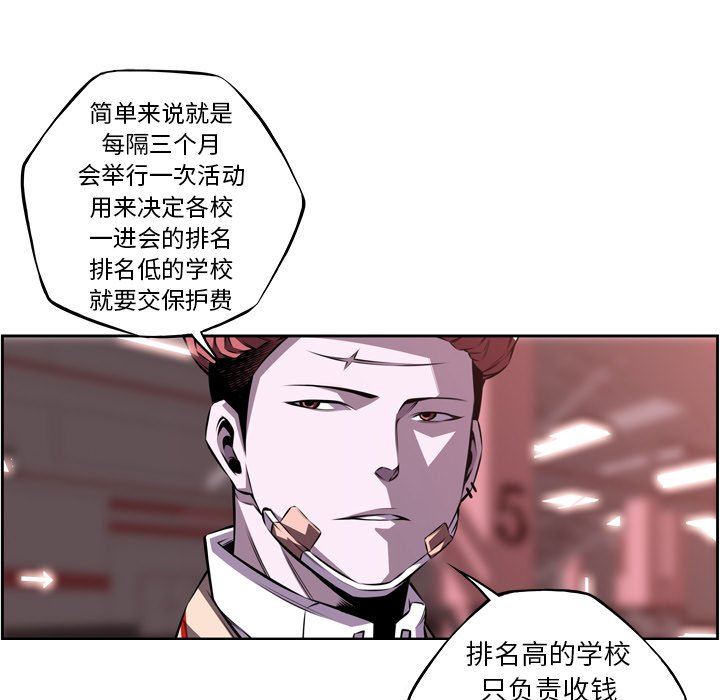 简单来说就是
每隔三个月
会举行一次活动
用来决定各校
一进会的排名
排名低的学校
就要交保护费
5
排名高的学校
只负责收钱